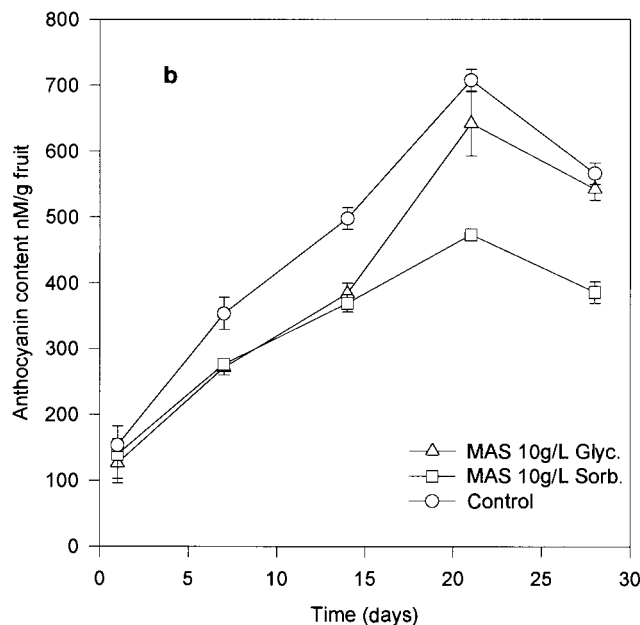 800
b
700
600
500
400
300
200
100
0
Anthocyanin content nM/g fruit
MAS 10g/L Glyc.
MAS 10g/L Sorb.
Control
0 5 10 15 20 25 30
Time (days)